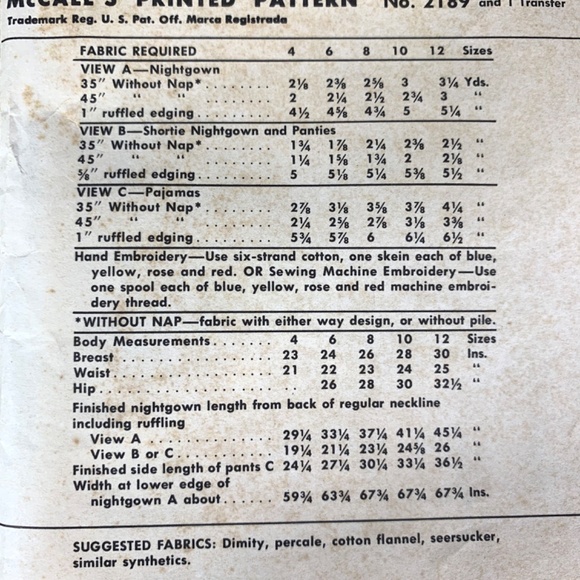 McCALL'S PRINTED PATTERN No. 2189 and 1 Transfer
Trademark Reg. U. S. Pat. Off. Marca Registrada
FABRIC REQUIRED 4 6 8 10 12 Sizes
VIEW A—Nightgown
35" Without Nap* . . . . . . . . 2⅛ 2⅜ 2⅝ 3 3¼ Yds.
45" " " . . . . . . . . 2 2¼ 2½ 2¾ 3 "
1" ruffled edging . . . . . . . . . 4½ 4⅝ 4¾ 5 5¼ "
VIEW B—Shortie Nightgown and Panties
35" Without Nap* . . . . . . . . 1¾ 1⅞ 2¼ 2⅜ 2½ "
45" " " . . . . . . . . 1¼ 1⅝ 1¾ 2 2⅛ "
⅝" ruffled edging . . . . . . . . 5 5⅛ 5¼ 5⅜ 5½ "
VIEW C—Pajamas
35" Without Nap* . . . . . . . . 2⅞ 3⅛ 3⅝ 3⅞ 4¼ "
45" " " . . . . . . . . 2¼ 2⅝ 2⅞ 3⅛ 3⅜ "
1" ruffled edging . . . . . . . . . 5¾ 5⅞ 6 6¼ 6½ "
Hand Embroidery—Use six-strand cotton, one skein each of blue,
yellow, rose and red. OR Sewing Machine Embroidery—Use
one spool each of blue, yellow, rose and red machine embroi-
dery thread.
*WITHOUT NAP—fabric with either way design, or without pile.
Body Measurements . . . . . . . 4 6 8 10 12 Sizes
Breast . . . . . . . . . . . . . . . . . 23 24 26 28 30 Ins.
Waist . . . . . . . . . . . . . . . . . 21 22 23 24 25 "
Hip . . . . . . . . . . . . . . . . . . . 26 28 30 32½ "
Finished nightgown length from back of regular neckline
including ruffling
View A . . . . . . . . . . . . . . 29¼ 33¼ 37¼ 41¼ 45¼ "
View B or C . . . . . . . . . . 19¼ 21¼ 23¼ 24⅝ 26 "
Finished side length of pants C 24¼ 27¼ 30¼ 33¼ 36½ "
Width at lower edge of
nightgown A about . . . . . . 59¾ 63¾ 67¾ 67¾ 67¾ Ins.
SUGGESTED FABRICS: Dimity, percale, cotton flannel, seersucker,
similar synthetics.